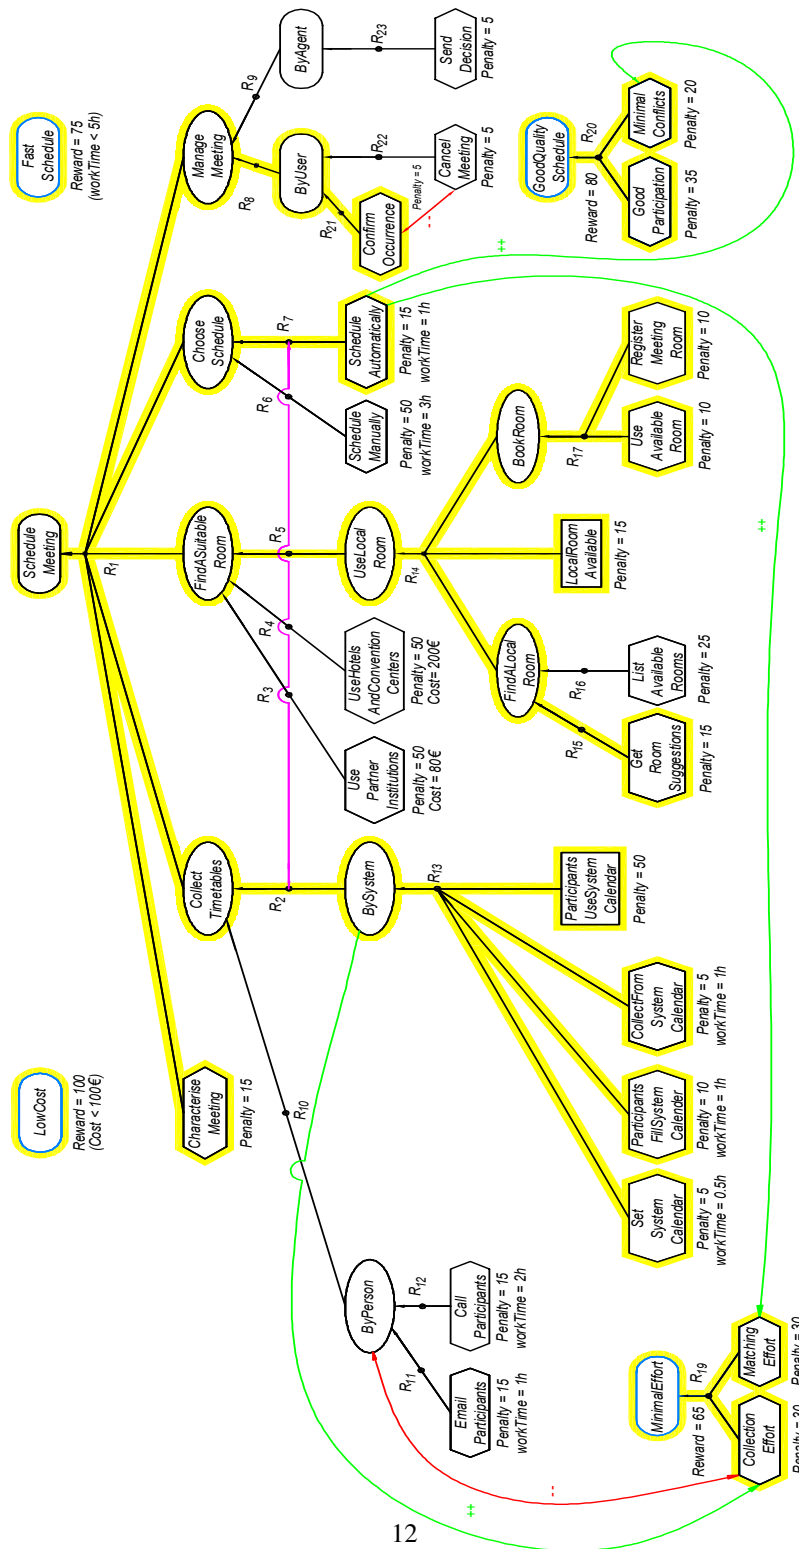 LowCost
Reward = 100
(Cost < 100€)
Schedule
Meeting
Fast
Schedule
Reward = 75
(workTime < 5h)
R1
Characterise
Meeting
Penalty = 15
Collect
Timetables
FindASuitable
Room
Choose
Schedule
Manage
Meeting
R10
R2
R3
R4
R5
R6
R7
R8
R9
ByPerson
BySystem
Use
Partner
Institutions
Penalty = 50
Cost = 80€
UseHotels
AndConvention
Centers
Penalty = 50
Cost= 200€
UseLocal
Room
Schedule
Manually
Penalty = 50
workTime = 3h
Schedule
Automatically
Penalty = 15
workTime = 1h
ByUser
ByAgent
R11
R12
R13
R14
R21
R22
R23
Penalty = 5
--
Confirm
Occurrence
Cancel
Meeting
Penalty = 5
Send
Decision
Penalty = 5
Email
Participants
Penalty = 15
workTime = 1h
Call
Participants
Penalty = 15
workTime = 2h
++
++
Participants
UseSystem
Calendar
Penalty = 50
FindALocal
Room
LocalRoom
Available
Penalty = 15
BookRoom
GoodQuality
Schedule
Reward = 80
R20
R15
R16
R17
Set
System
Calendar
Penalty = 5
workTime = 0.5h
Participants
FillSystem
Calender
Penalty = 10
workTime = 1h
CollectFrom
System
Calendar
Penalty = 5
workTime = 1h
Get
Room
Suggestions
Penalty = 15
List
Available
Rooms
Penalty = 25
Use
Available
Room
Penalty = 10
Register
Meeting
Room
Penalty = 10
Good
Participation
Penalty = 35
Minimal
Conflicts
Penalty = 20
--
++
MinimalEffort
Reward = 65
R19
Collection
Effort
Penalty = 30
Matching
Effort
Penalty = 30
12